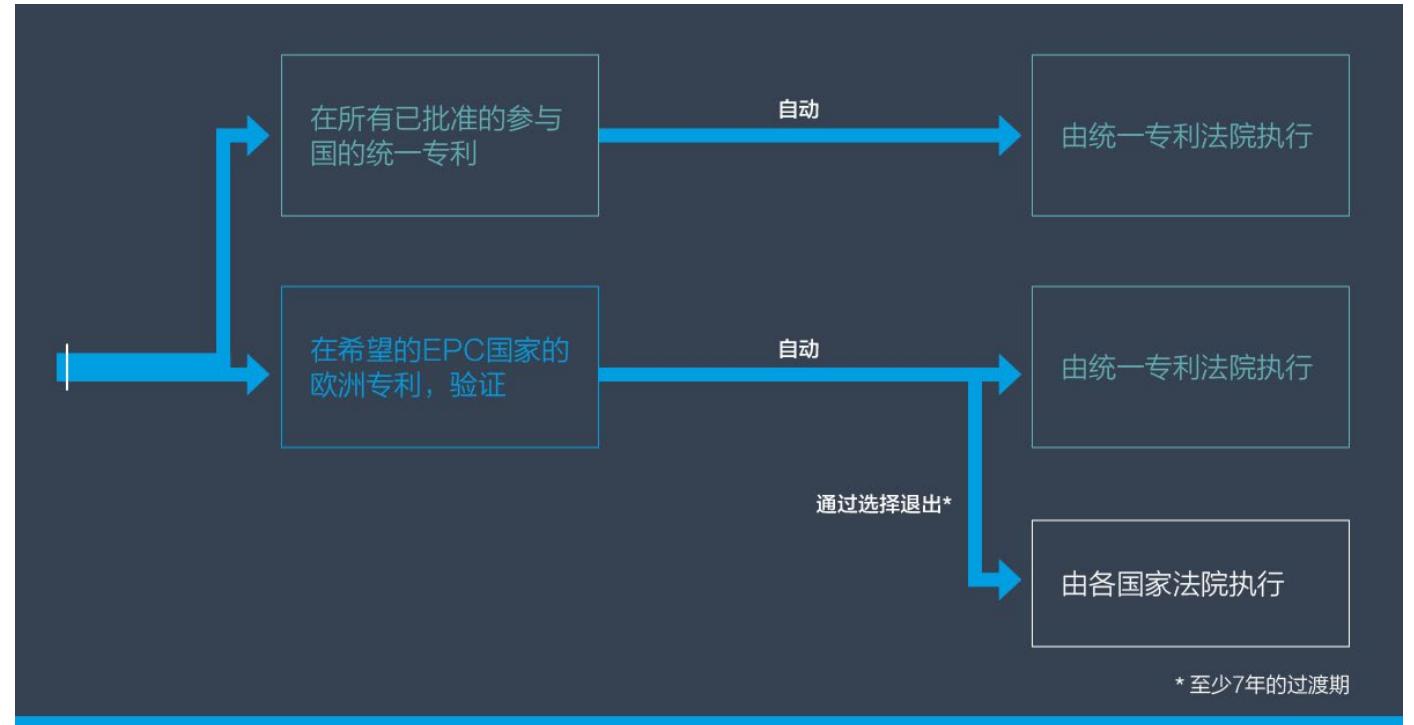 在所有已批准的参与
国的统一专利
自动
由统一专利法院执行
在希望的EPC国家的
欧洲专利，验证
自动
由统一专利法院执行
通过选择退出*
由各国家法院执行
* 至少7年的过渡期